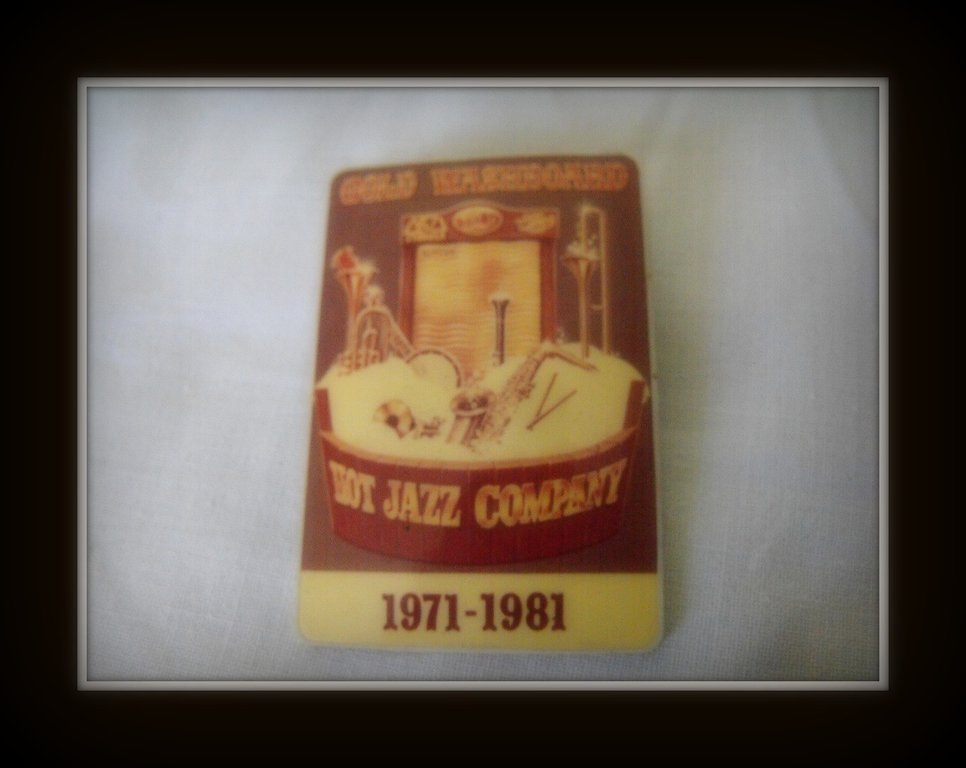 GOLD WASHBOARD
HOT JAZZ COMPANY
1971-1981